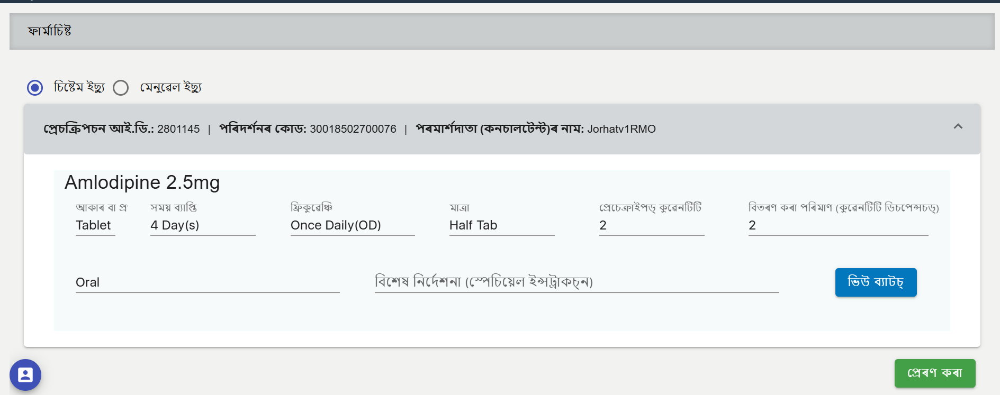 ফাৰ্মাচিষ্ট
চিষ্টেম ইছ্যু মেনুৱেল ইছ্যু
প্ৰেচক্ৰিপচন আই.ডি.: 2801145 | পৰিদৰ্শনৰ কোড: 30018502700076 | পৰমাৰ্শদাতা (কনচালটেন্ট)ৰ নাম: Jorhatv1RMO
Amlodipine 2.5mg
আকাৰ বা প্ৰ সময় ব্যাপ্তি ফ্ৰিকুৱেঞ্চি মাত্ৰা প্ৰেচেক্ৰাইপড্ কুৱেনটিটি বিতৰণ কৰা পৰিমাণ (কুৱেনটিটি ডিচপেন্সচড্)
Tablet 4 Day(s) Once Daily(OD) Half Tab 2 2
Oral বিশেষ নিৰ্দেশনা (স্পেচিয়েল ইন্সট্ৰাকচ্ন) ভিউ ব্যাটচ্
প্ৰেৰণ কৰা